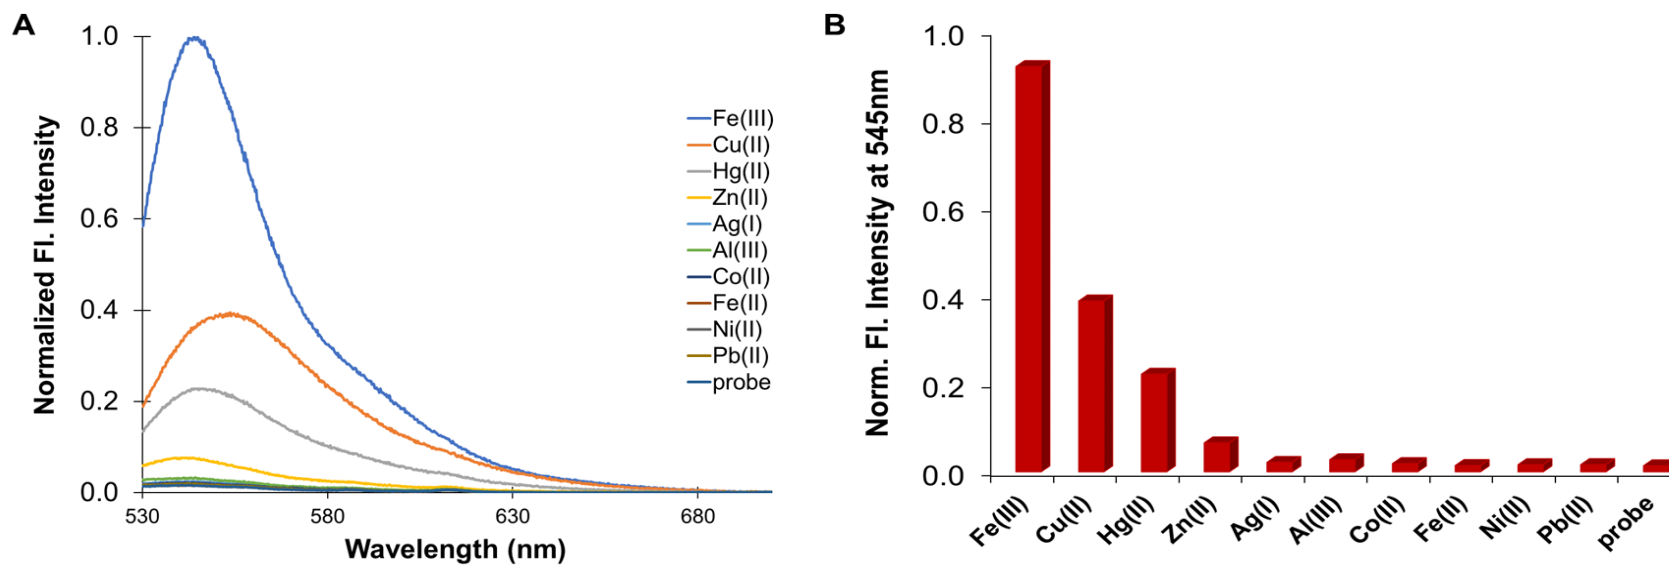 A
Normalized Fl. Intensity
1.0
0.8
0.6
0.4
0.2
0.0
530
580
630
680
Wavelength (nm)
Fe(III)
Cu(II)
Hg(II)
Zn(II)
Ag(I)
Al(III)
Co(II)
Fe(II)
Ni(II)
Pb(II)
probe
B
Norm. Fl. Intensity at 545nm
1.0
0.8
0.6
0.4
0.2
0.0
Fe(III)
Cu(II)
Hg(II)
Zn(II)
Ag(I)
Al(III)
Co(II)
Fe(II)
Ni(II)
Pb(II)
probe